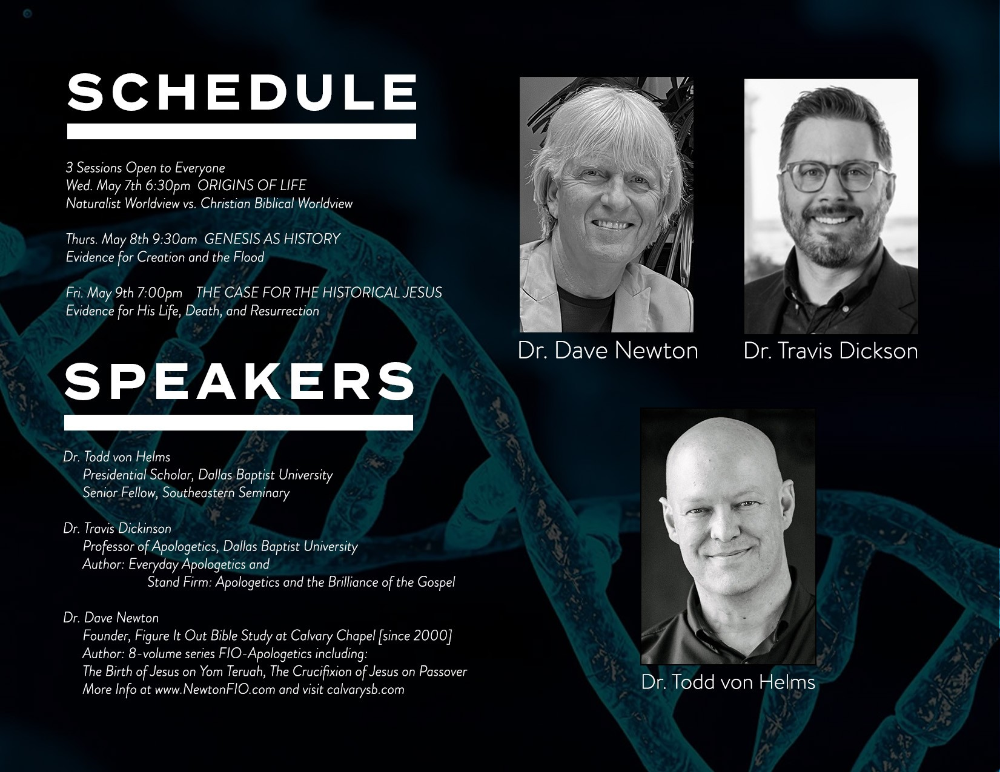 SCHEDULE
3 Sessions Open to Everyone
Wed. May 7th 6:30pm ORIGINS OF LIFE
Naturalist Worldview vs. Christian Biblical Worldview
Thurs. May 8th 9:30am GENESIS AS HISTORY
Evidence for Creation and the Flood
Fri. May 9th 7:00pm THE CASE FOR THE HISTORICAL JESUS
Evidence for His Life, Death, and Resurrection
SPEAKERS
Dr. Todd von Helms
Presidential Scholar, Dallas Baptist University
Senior Fellow, Southeastern Seminary
Dr. Travis Dickinson
Professor of Apologetics, Dallas Baptist University
Author: Everyday Apologetics and
Stand Firm: Apologetics and the Brilliance of the Gospel
Dr. Dave Newton
Founder, Figure It Out Bible Study at Calvary Chapel [since 2000]
Author: 8-volume series FIO-Apologetics including:
The Birth of Jesus on Yom Teruah, The Crucifixion of Jesus on Passover
More Info at www.NewtonFIO.com and visit calvarysb.com
Dr. Dave Newton
Dr. Travis Dickson
Dr. Todd von Helms